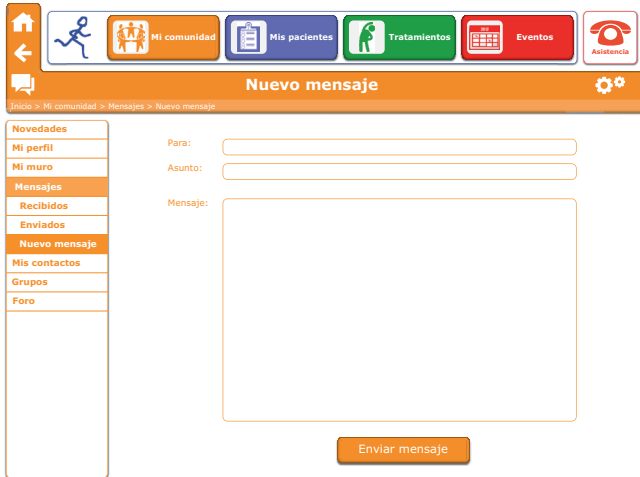 Mi comunidad
Mis pacientes
Tratamientos
Eventos
Asistencia
Nuevo mensaje
Inicio > Mi comunidad > Mensajes > Nuevo mensaje
Novedades
Mi perfil
Mi muro
Mensajes
Recibidos
Enviados
Nuevo mensaje
Mis contactos
Grupos
Foro
Para:
Asunto:
Mensaje:
Enviar mensaje